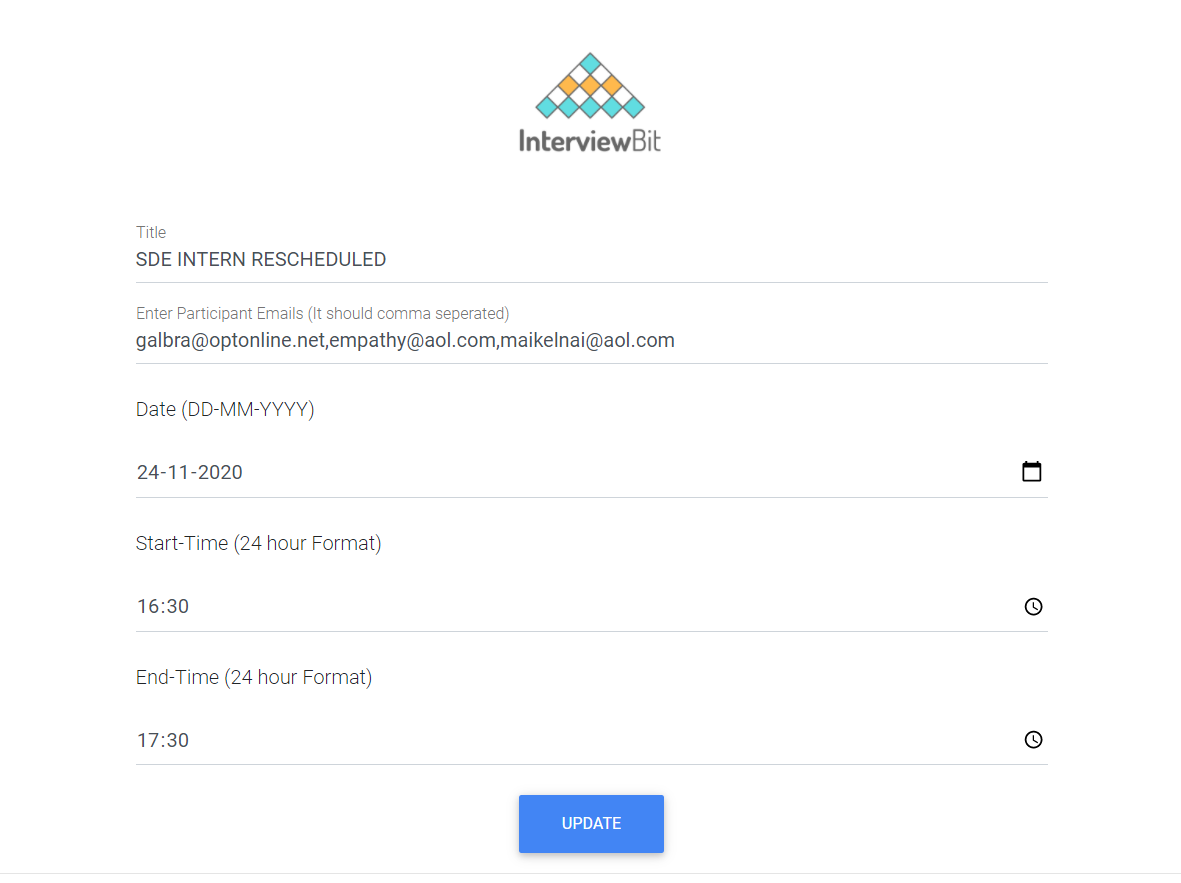 InterviewBit
Title
SDE INTERN RESCHEDULED
Enter Participant Emails (It should comma seperated)
galbra@optonline.net,empathy@aol.com,maikelnai@aol.com
Date (DD-MM-YYYY)
24-11-2020
Start-Time (24 hour Format)
16:30
End-Time (24 hour Format)
17:30
UPDATE